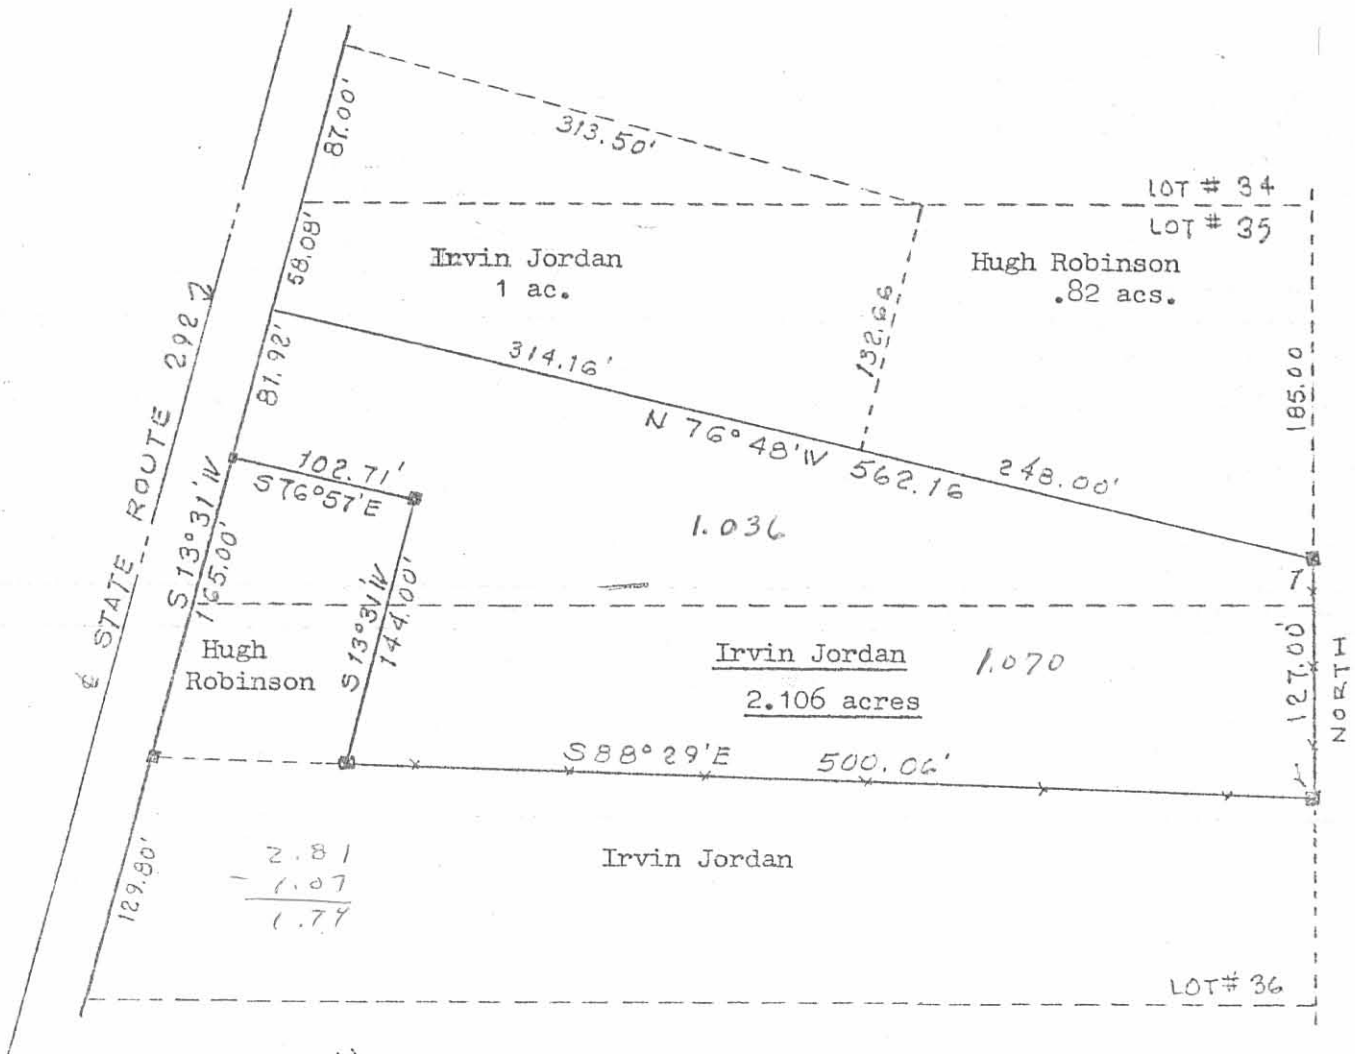 87.00'
313.50'
LOT # 34
LOT # 35
58.08'
Irvin Jordan
1 ac.
Hugh Robinson
.82 acs.
132.66
℄ STATE ROUTE 292
81.92'
314.16'
185.00
N 76° 48' W 562.16
248.00'
102.71'
S 76° 57' E
S 13° 31' W
165.00'
1.036
S 13° 31' W
144.00'
Hugh
Robinson
Irvin Jordan 1.070
2.106 acres
127.00'
NORTH
S 88° 29' E 500.06'
129.80'
2.81
- 1.07
1.74
Irvin Jordan
LOT # 36